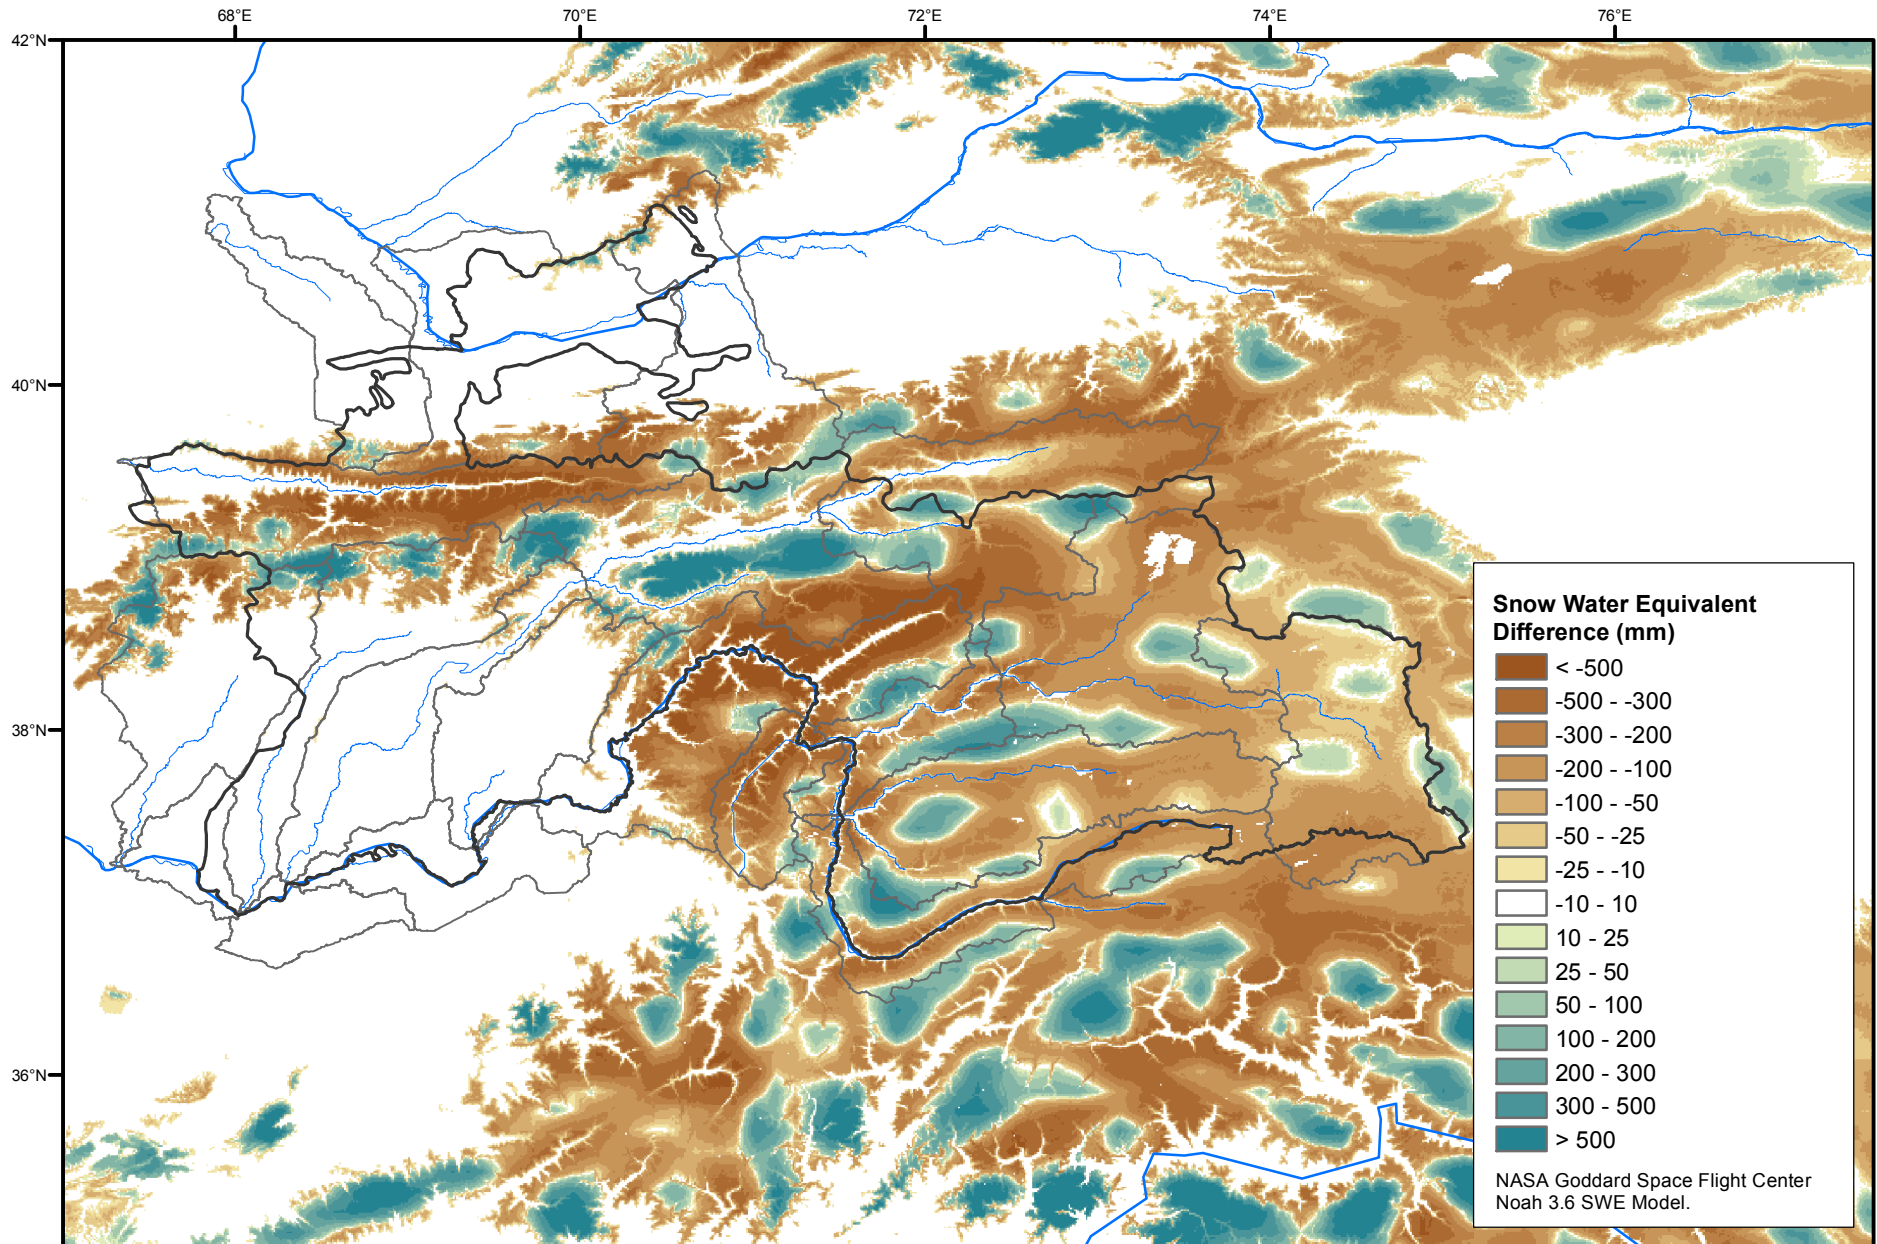 68°E
70°E
72°E
74°E
76°E
42°N
40°N
38°N
36°N
Snow Water Equivalent
Difference (mm)
< -500
-500 - -300
-300 - -200
-200 - -100
-100 - -50
-50 - -25
-25 - -10
-10 - 10
10 - 25
25 - 50
50 - 100
100 - 200
200 - 300
300 - 500
> 500
NASA Goddard Space Flight Center
Noah 3.6 SWE Model.